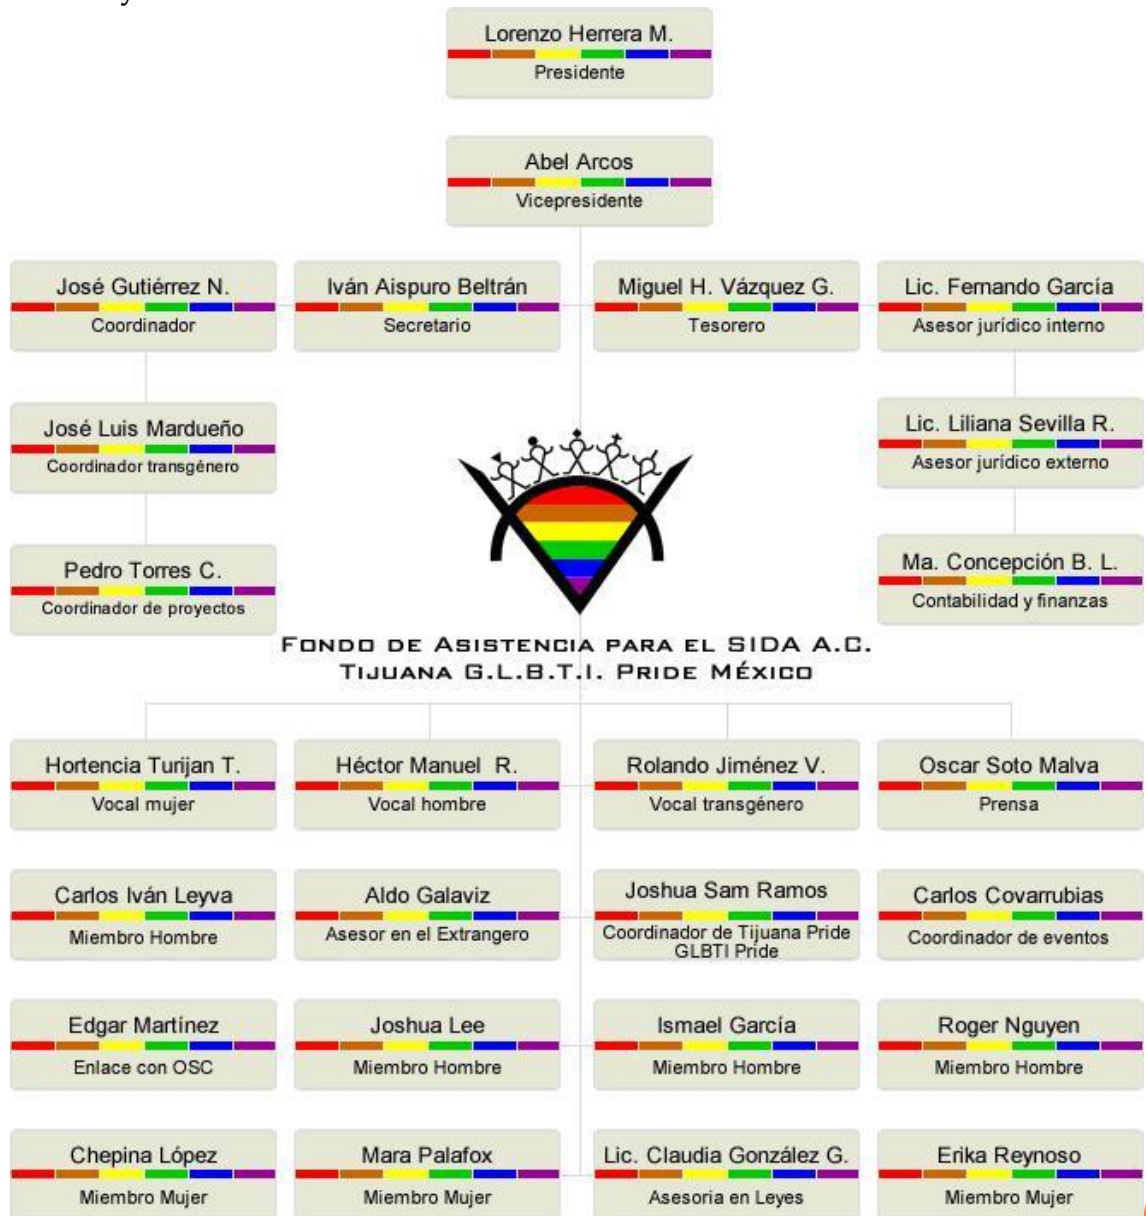 Lorenzo Herrera M.
Presidente
Abel Arcos
Vicepresidente
José Gutiérrez N.
Coordinador
Iván Aispuro Beltrán
Secretario
Miguel H. Vázquez G.
Tesorero
Lic. Fernando García
Asesor jurídico interno
José Luis Mardueño
Coordinador transgénero
Lic. Liliana Sevilla R.
Asesor jurídico externo
Pedro Torres C.
Coordinador de proyectos
Ma. Concepción B. L.
Contabilidad y finanzas
Fondo de Asistencia para el SIDA A.C.
Tijuana G.L.B.T.I. Pride México
Hortencia Turijan T.
Vocal mujer
Héctor Manuel R.
Vocal hombre
Rolando Jiménez V.
Vocal transgénero
Oscar Soto Malva
Prensa
Carlos Iván Leyva
Miembro Hombre
Aldo Galaviz
Asesor en el Extrangero
Joshua Sam Ramos
Coordinador de Tijuana Pride
GLBTI Pride
Carlos Covarrubias
Coordinador de eventos
Edgar Martínez
Enlace con OSC
Joshua Lee
Miembro Hombre
Ismael García
Miembro Hombre
Roger Nguyen
Miembro Hombre
Chepina López
Miembro Mujer
Mara Palafox
Miembro Mujer
Lic. Claudia González G.
Asesoria en Leyes
Erika Reynoso
Miembro Mujer